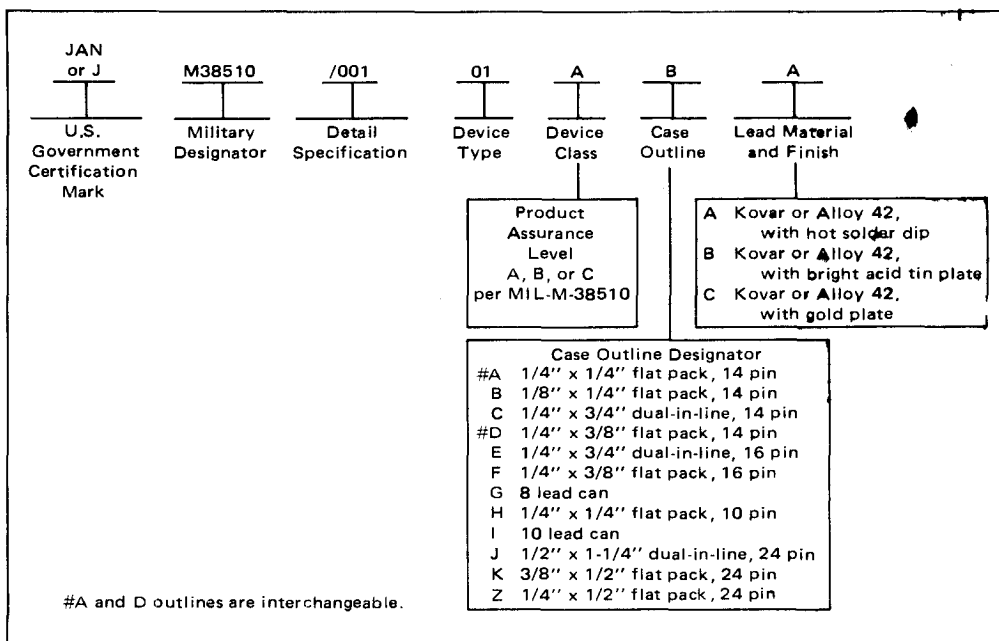 JAN
or J M38510 /001 01 A B A
U.S. Military Detail Device Device Case Lead Material
Government Designator Specification Type Class Outline and Finish
Certification
Mark
Product
Assurance
Level
A, B, or C
per MIL-M-38510
A Kovar or Alloy 42,
with hot solder dip
B Kovar or Alloy 42,
with bright acid tin plate
C Kovar or Alloy 42,
with gold plate
Case Outline Designator
#A 1/4'' x 1/4'' flat pack, 14 pin
B 1/8'' x 1/4'' flat pack, 14 pin
C 1/4'' x 3/4'' dual-in-line, 14 pin
#D 1/4'' x 3/8'' flat pack, 14 pin
E 1/4'' x 3/4'' dual-in-line, 16 pin
F 1/4'' x 3/8'' flat pack, 16 pin
G 8 lead can
H 1/4'' x 1/4'' flat pack, 10 pin
I 10 lead can
J 1/2'' x 1-1/4'' dual-in-line, 24 pin
K 3/8'' x 1/2'' flat pack, 24 pin
Z 1/4'' x 1/2'' flat pack, 24 pin
#A and D outlines are interchangeable.